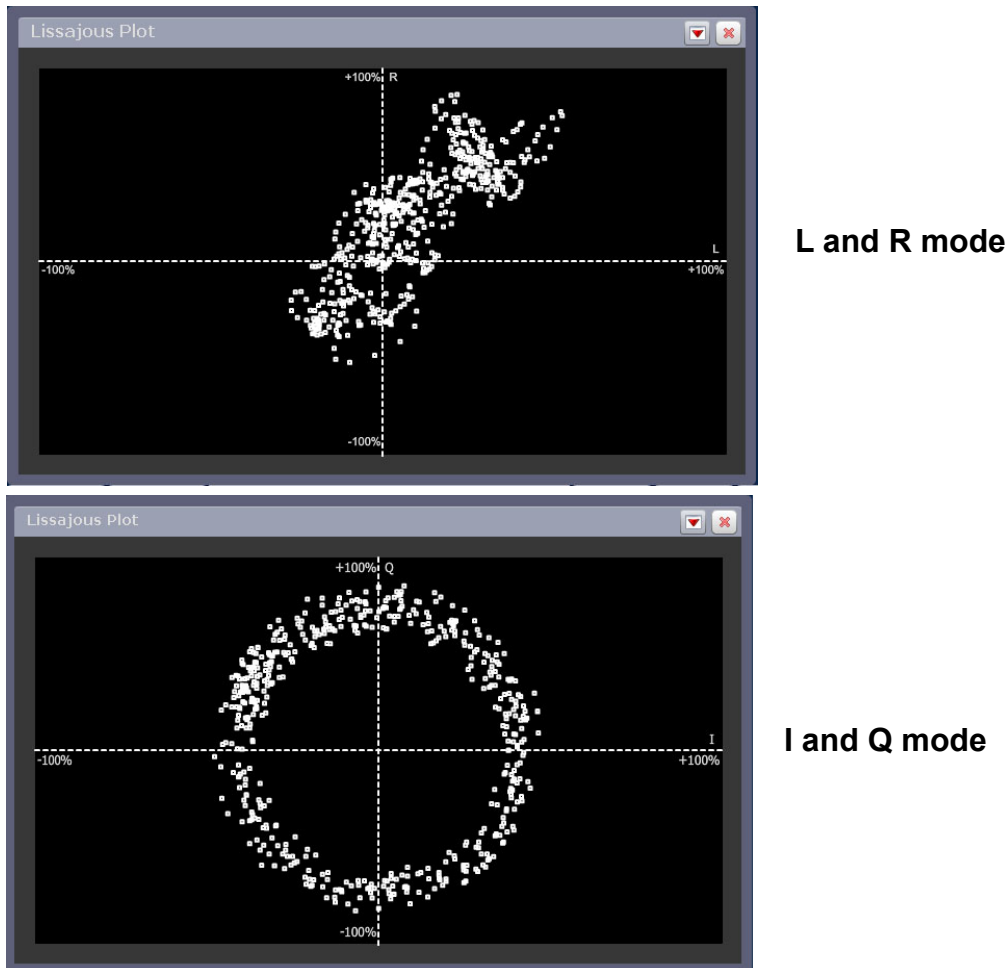 Lissajous Plot
+100% R
L
-100%
+100%
-100%
L and R mode
Lissajous Plot
+100% Q
I
-100%
+100%
-100%
I and Q mode